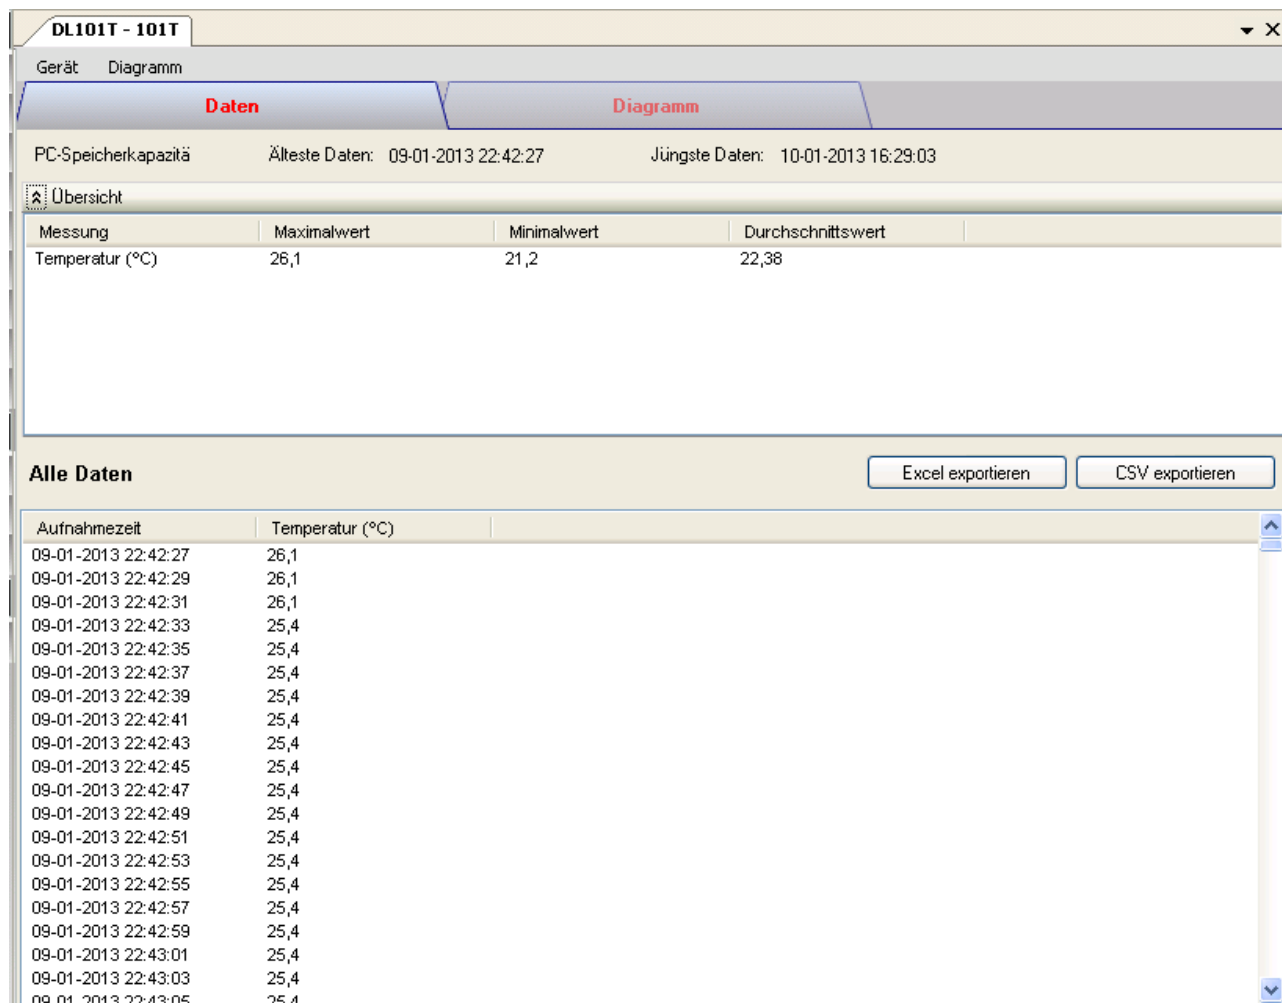 DL101T - 101T
Gerät Diagramm
Daten Diagramm
PC-Speicherkapazitä Älteste Daten: 09-01-2013 22:42:27 Jüngste Daten: 10-01-2013 16:29:03
Übersicht
Messung Maximalwert Minimalwert Durchschnittswert
Temperatur (°C) 26,1 21,2 22,38
Alle Daten Excel exportieren CSV exportieren
Aufnahmezeit Temperatur (°C)
09-01-2013 22:42:27 26,1
09-01-2013 22:42:29 26,1
09-01-2013 22:42:31 26,1
09-01-2013 22:42:33 25,4
09-01-2013 22:42:35 25,4
09-01-2013 22:42:37 25,4
09-01-2013 22:42:39 25,4
09-01-2013 22:42:41 25,4
09-01-2013 22:42:43 25,4
09-01-2013 22:42:45 25,4
09-01-2013 22:42:47 25,4
09-01-2013 22:42:49 25,4
09-01-2013 22:42:51 25,4
09-01-2013 22:42:53 25,4
09-01-2013 22:42:55 25,4
09-01-2013 22:42:57 25,4
09-01-2013 22:42:59 25,4
09-01-2013 22:43:01 25,4
09-01-2013 22:43:03 25,4
09-01-2013 22:43:05 25,4